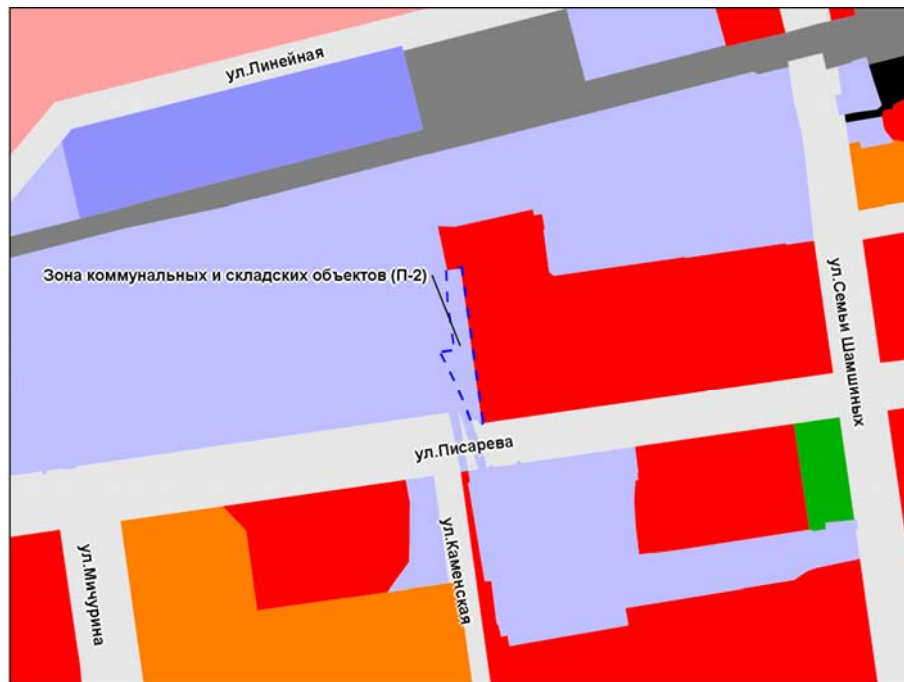 ул.Линейная
Зона коммунальных и складских объектов (П-2)
ул.Семьи Шамшиных
ул.Писарева
ул.Мичурина
ул.Каменская